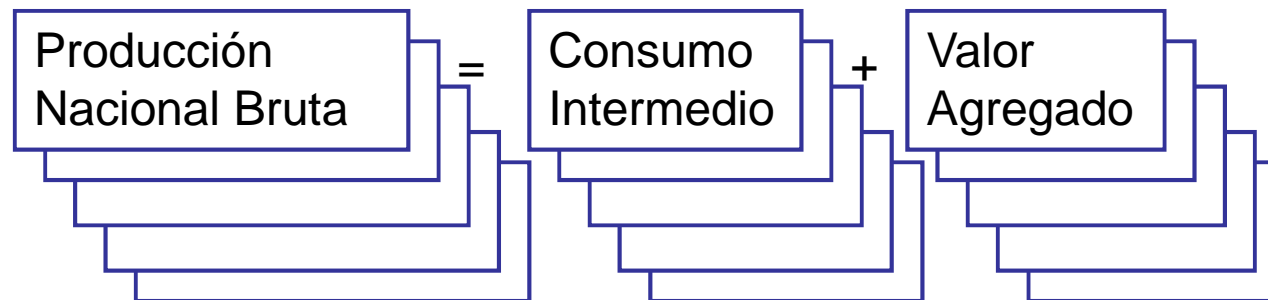 Producción
Nacional Bruta
=
Consumo
Intermedio
+
Valor
Agregado